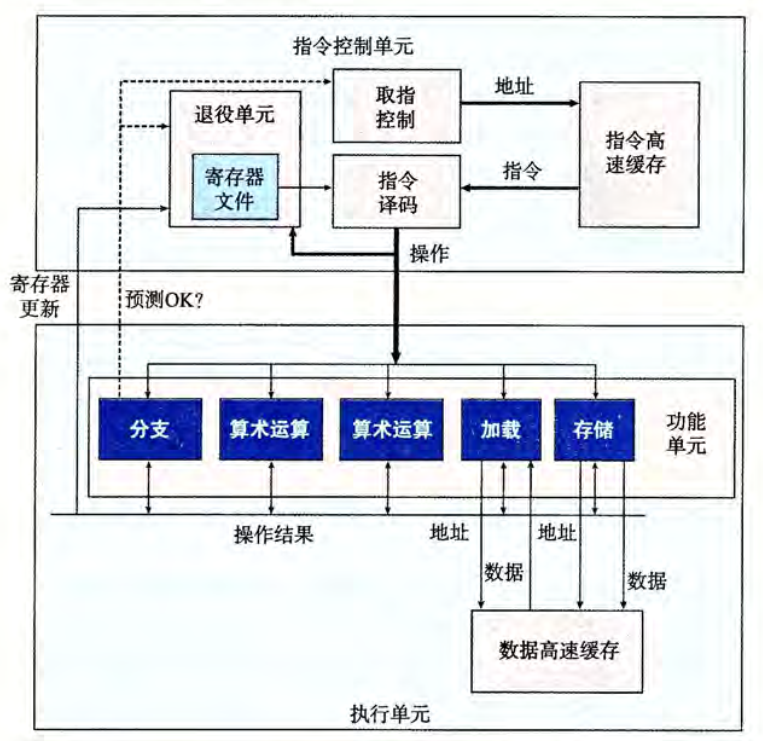 指令控制单元
取指
控制
地址
退役单元
指令高
速缓存
寄存器
文件
指令
译码
指令
操作
寄存器
更新
预测OK?
分支
算术运算
算术运算
加载
存储
功能
单元
操作结果
地址
地址
数据
数据
数据高速缓存
执行单元